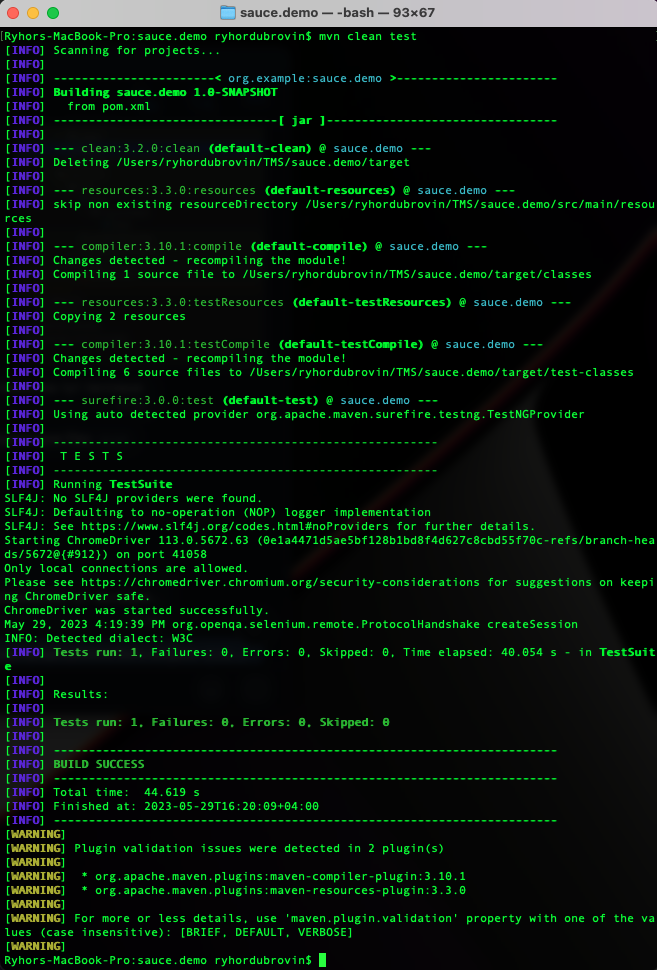 sauce.demo — -bash — 93×67
Ryhors-MacBook-Pro:sauce.demo ryhordubrovin$ mvn clean test
[INFO] Scanning for projects...
[INFO]
[INFO] -----------------------< org.example:sauce.demo >-----------------------
[INFO] Building sauce.demo 1.0-SNAPSHOT
[INFO]   from pom.xml
[INFO] --------------------------------[ jar ]---------------------------------
[INFO]
[INFO] --- clean:3.2.0:clean (default-clean) @ sauce.demo ---
[INFO] Deleting /Users/ryhordubrovin/TMS/sauce.demo/target
[INFO]
[INFO] --- resources:3.3.0:resources (default-resources) @ sauce.demo ---
[INFO] skip non existing resourceDirectory /Users/ryhordubrovin/TMS/sauce.demo/src/main/resou
rces
[INFO]
[INFO] --- compiler:3.10.1:compile (default-compile) @ sauce.demo ---
[INFO] Changes detected - recompiling the module!
[INFO] Compiling 1 source file to /Users/ryhordubrovin/TMS/sauce.demo/target/classes
[INFO]
[INFO] --- resources:3.3.0:testResources (default-testResources) @ sauce.demo ---
[INFO] Copying 2 resources
[INFO]
[INFO] --- compiler:3.10.1:testCompile (default-testCompile) @ sauce.demo ---
[INFO] Changes detected - recompiling the module!
[INFO] Compiling 6 source files to /Users/ryhordubrovin/TMS/sauce.demo/target/test-classes
[INFO]
[INFO] --- surefire:3.0.0:test (default-test) @ sauce.demo ---
[INFO] Using auto detected provider org.apache.maven.surefire.testng.TestNGProvider
[INFO]
[INFO] -------------------------------------------------------
[INFO]  T E S T S
[INFO] -------------------------------------------------------
[INFO] Running TestSuite
SLF4J: No SLF4J providers were found.
SLF4J: Defaulting to no-operation (NOP) logger implementation
SLF4J: See https://www.slf4j.org/codes.html#noProviders for further details.
Starting ChromeDriver 113.0.5672.63 (0e1a4471d5ae5bf128b1bd8f4d627c8cbd55f70c-refs/branch-hea
ds/5672@{#912}) on port 41058
Only local connections are allowed.
Please see https://chromedriver.chromium.org/security-considerations for suggestions on keepi
ng ChromeDriver safe.
ChromeDriver was started successfully.
May 29, 2023 4:19:39 PM org.openqa.selenium.remote.ProtocolHandshake createSession
INFO: Detected dialect: W3C
[INFO] Tests run: 1, Failures: 0, Errors: 0, Skipped: 0, Time elapsed: 40.054 s - in TestSuit
e
[INFO]
[INFO] Results:
[INFO]
[INFO] Tests run: 1, Failures: 0, Errors: 0, Skipped: 0
[INFO]
[INFO] ------------------------------------------------------------------------
[INFO] BUILD SUCCESS
[INFO] ------------------------------------------------------------------------
[INFO] Total time:  44.619 s
[INFO] Finished at: 2023-05-29T16:20:09+04:00
[INFO] ------------------------------------------------------------------------
[WARNING]
[WARNING] Plugin validation issues were detected in 2 plugin(s)
[WARNING]
[WARNING]  * org.apache.maven.plugins:maven-compiler-plugin:3.10.1
[WARNING]  * org.apache.maven.plugins:maven-resources-plugin:3.3.0
[WARNING]
[WARNING] For more or less details, use 'maven.plugin.validation' property with one of the va
lues (case insensitive): [BRIEF, DEFAULT, VERBOSE]
[WARNING]
Ryhors-MacBook-Pro:sauce.demo ryhordubrovin$